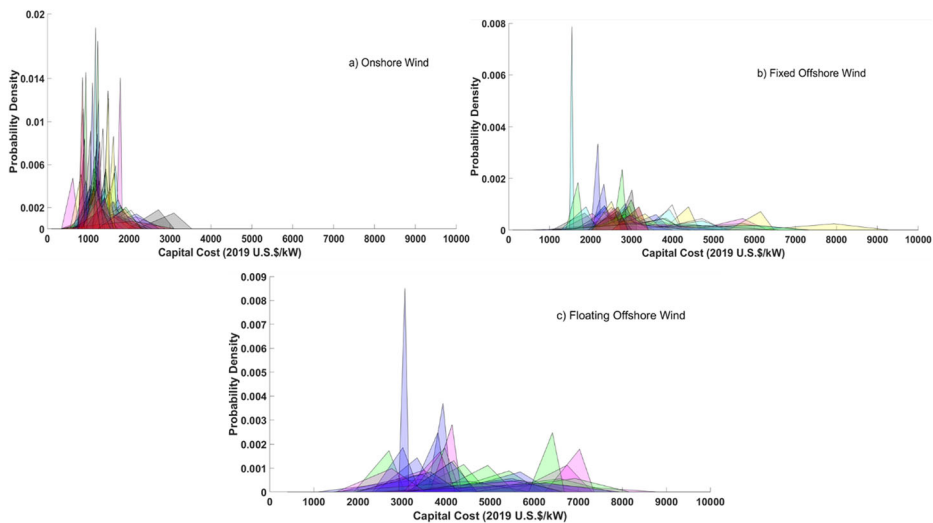 0.02
0.014
0.01
0.006
0.002
0
0 1000 2000 3000 4000 5000 6000 7000 8000 9000 10000
Probability Density
Capital Cost (2019 U.S.$/kW)
a) Onshore Wind
0.008
0.006
0.004
0.002
0
0 1000 2000 3000 4000 5000 6000 7000 8000 9000 10000
Probability Density
Capital Cost (2019 U.S.$/kW)
b) Fixed Offshore Wind
0.009
0.008
0.007
0.006
0.005
0.004
0.003
0.002
0.001
0
0 1000 2000 3000 4000 5000 6000 7000 8000 9000 10000
Probability Density
Capital Cost (2019 U.S.$/kW)
c) Floating Offshore Wind